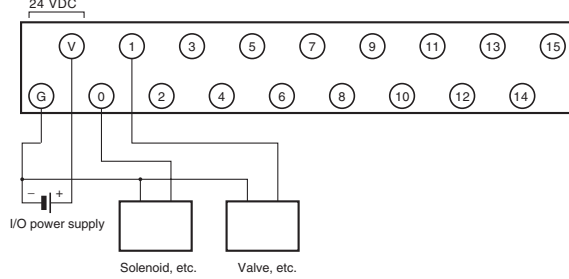 24 VDC
V 1 3 5 7 9 11 13 15
G 0 2 4 6 8 10 12 14
− +
I/O power supply
Solenoid, etc. Valve, etc.